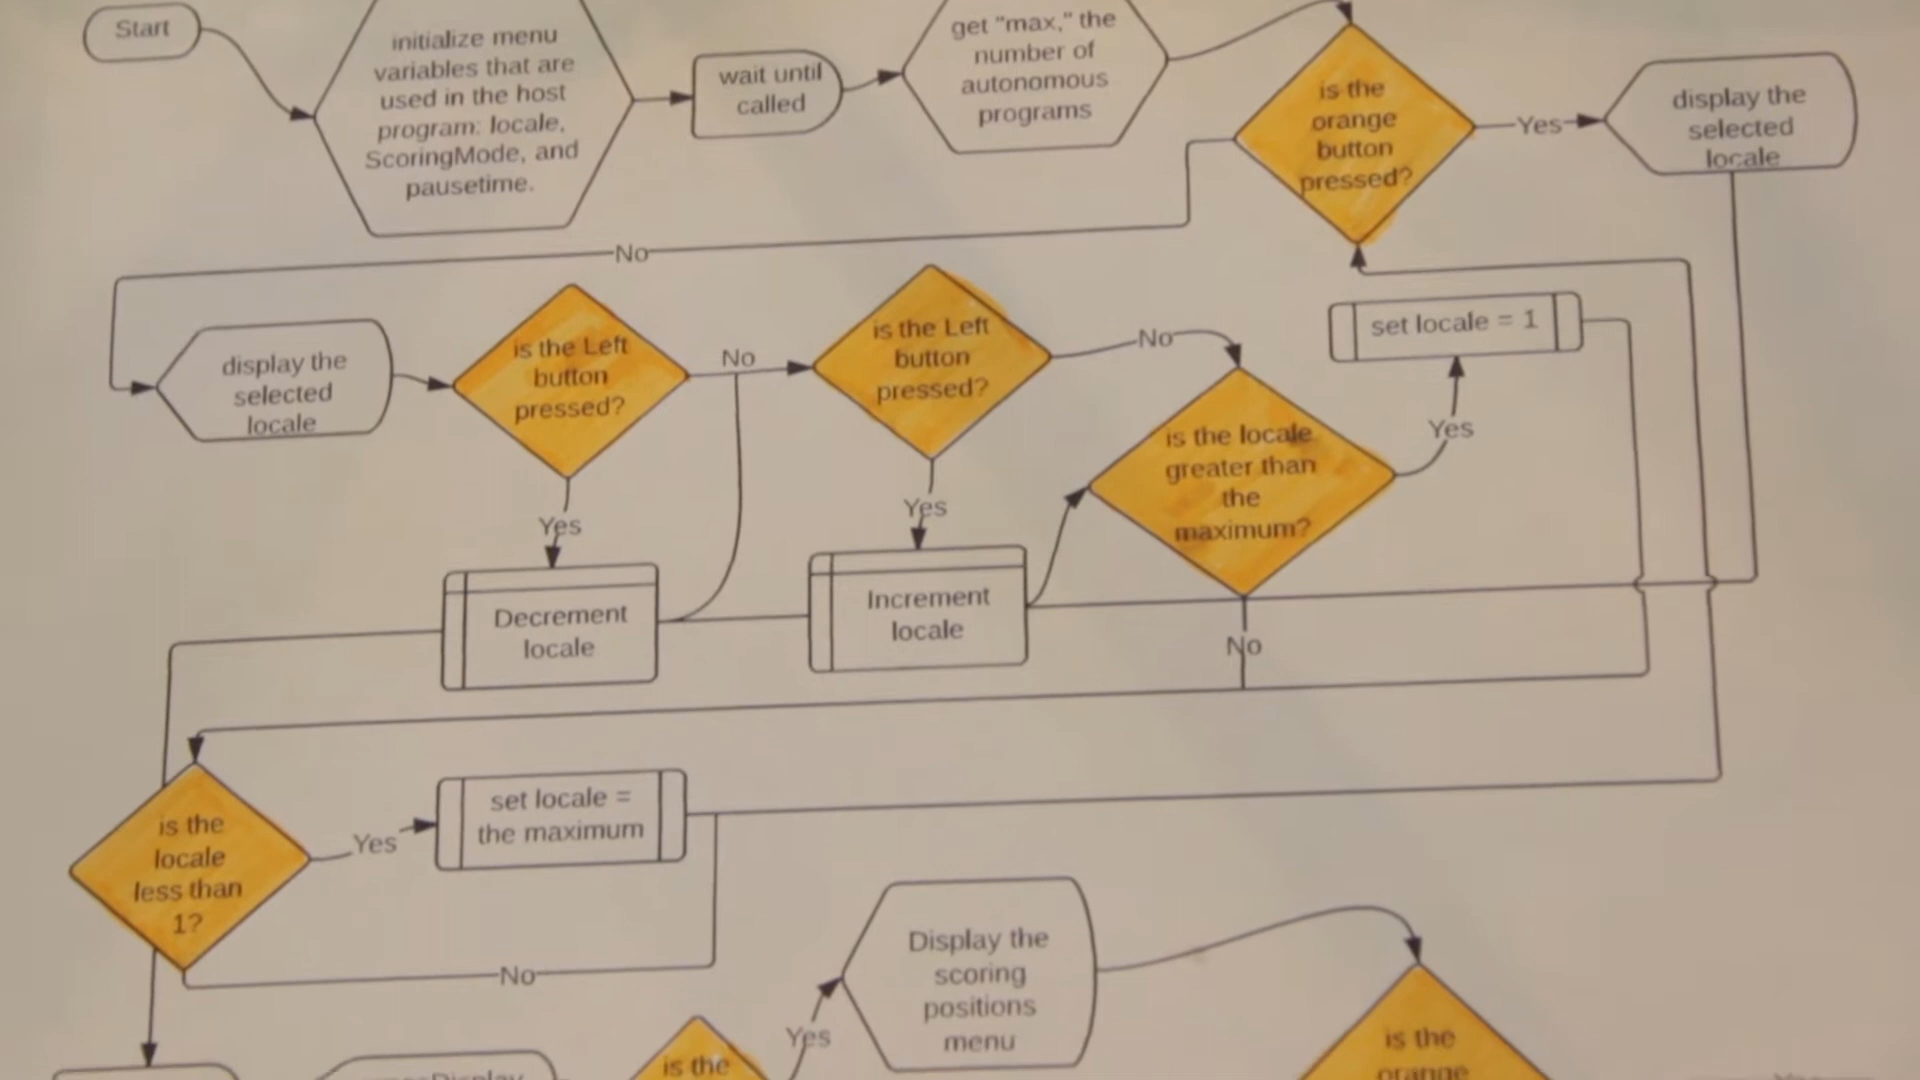 Start
initialize menu
variables that are
used in the host
program: locale,
ScoringMode, and
pausetime.
wait until
called
get "max," the
number of
autonomous
programs
is the
orange
button
pressed?
Yes
display the
selected
locale
No
display the
selected
locale
is the Left
button
pressed?
No
is the Left
button
pressed?
No
set locale = 1
Yes
Yes
Yes
is the locale
greater than
the
maximum?
Decrement
locale
Increment
locale
No
is the
locale
less than
1?
Yes
set locale =
the maximum
No
Display the
scoring
positions
menu
Yes
is the
is the
orange